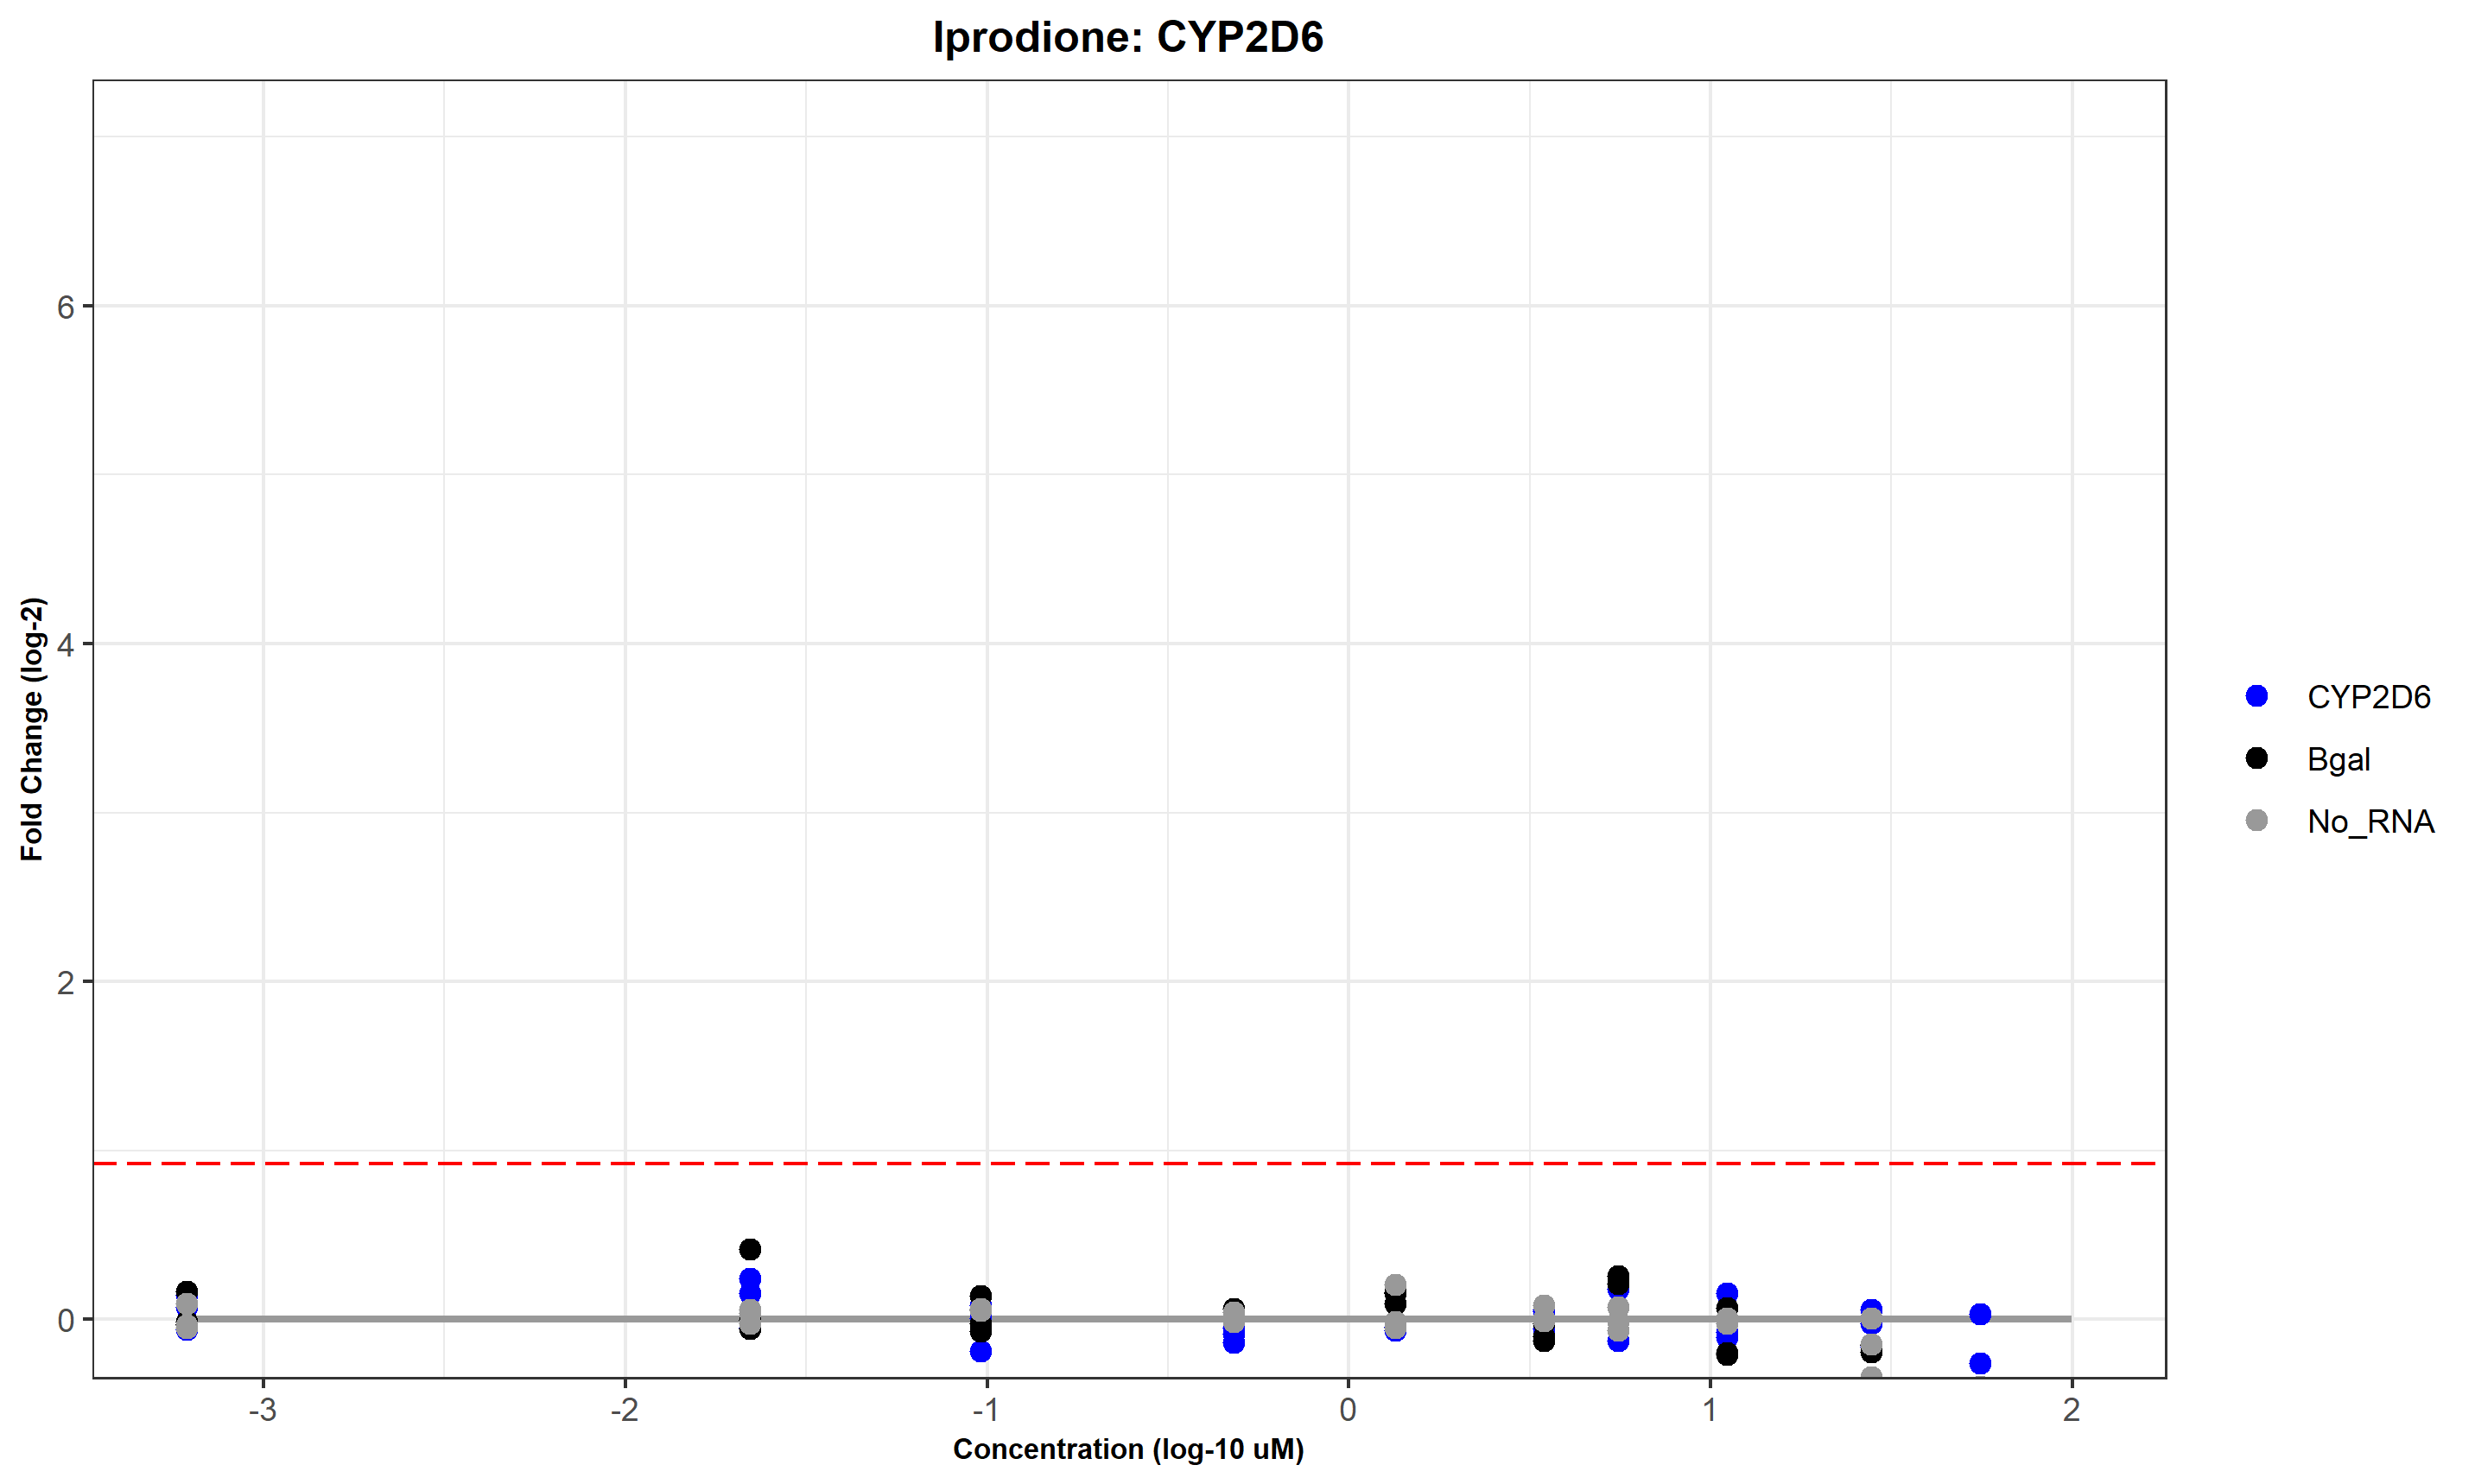 Iprodione: CYP2D6
Fold Change (log-2)
6
4
2
0
-3
-2
-1
0
1
2
Concentration (log-10 uM)
CYP2D6
Bgal
No_RNA